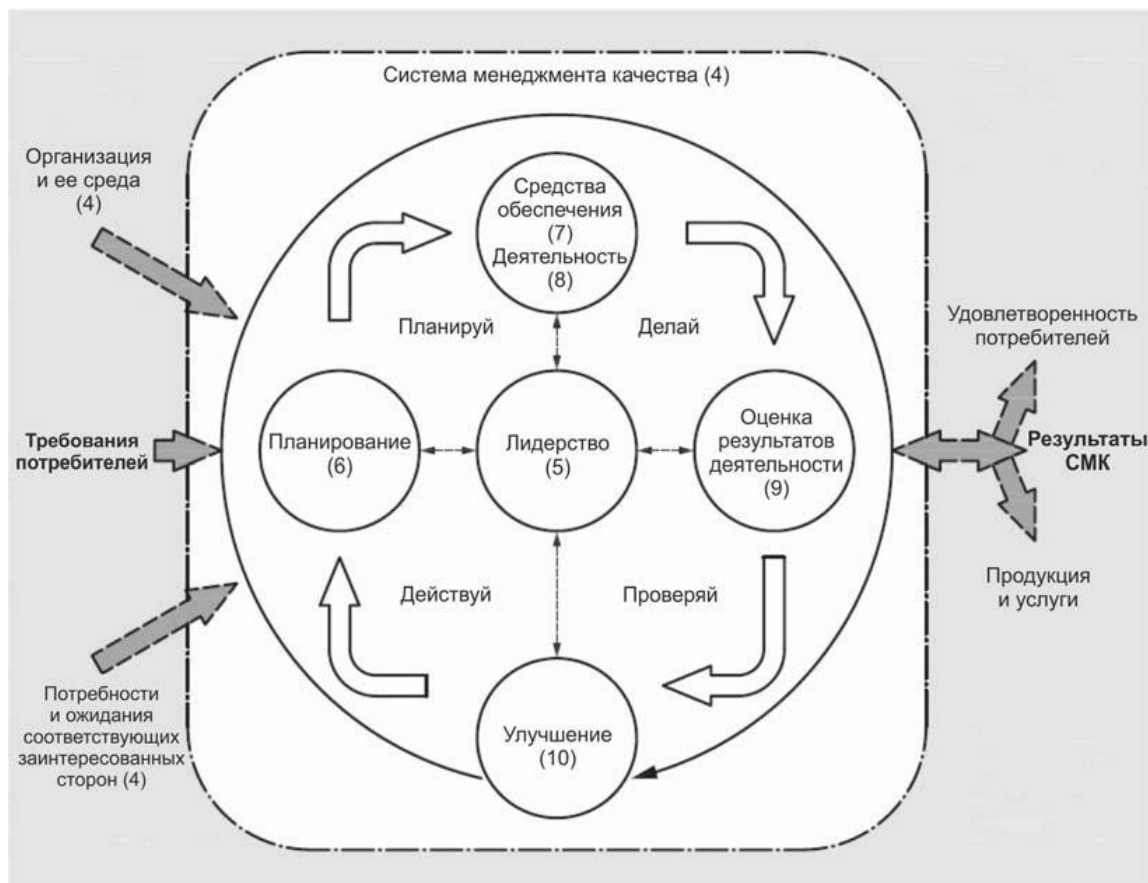 Система менеджмента качества (4)
Организация
и ее среда
(4)
Средства
обеспечения
(7)
Деятельность
(8)
Планируй
Делай
Удовлетворенность
потребителей
Требования
потребителей
Планирование
(6)
Лидерство
(5)
Оценка
результатов
деятельности
(9)
Результаты
СМК
Действуй
Проверяй
Продукция
и услуги
Потребности
и ожидания
соответствующих
заинтересованных
сторон (4)
Улучшение
(10)